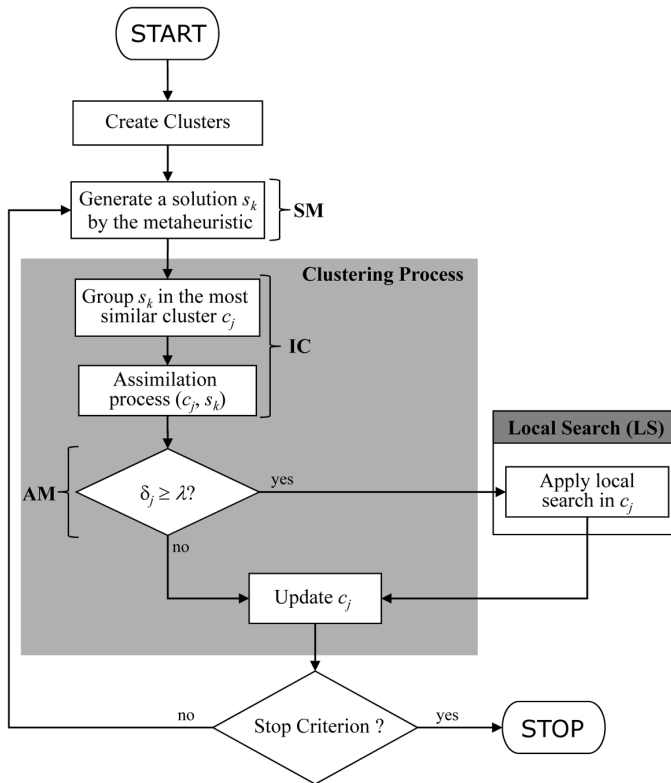 START
Create Clusters
Generate a solution sₖ
by the metaheuristic
SM
Clustering Process
Group sₖ in the most
similar cluster cⱼ
IC
Assimilation
process (cⱼ, sₖ)
Local Search (LS)
AM
δⱼ ≥ λ?
yes
Apply local
search in cⱼ
no
Update cⱼ
no
Stop Criterion ?
yes
STOP